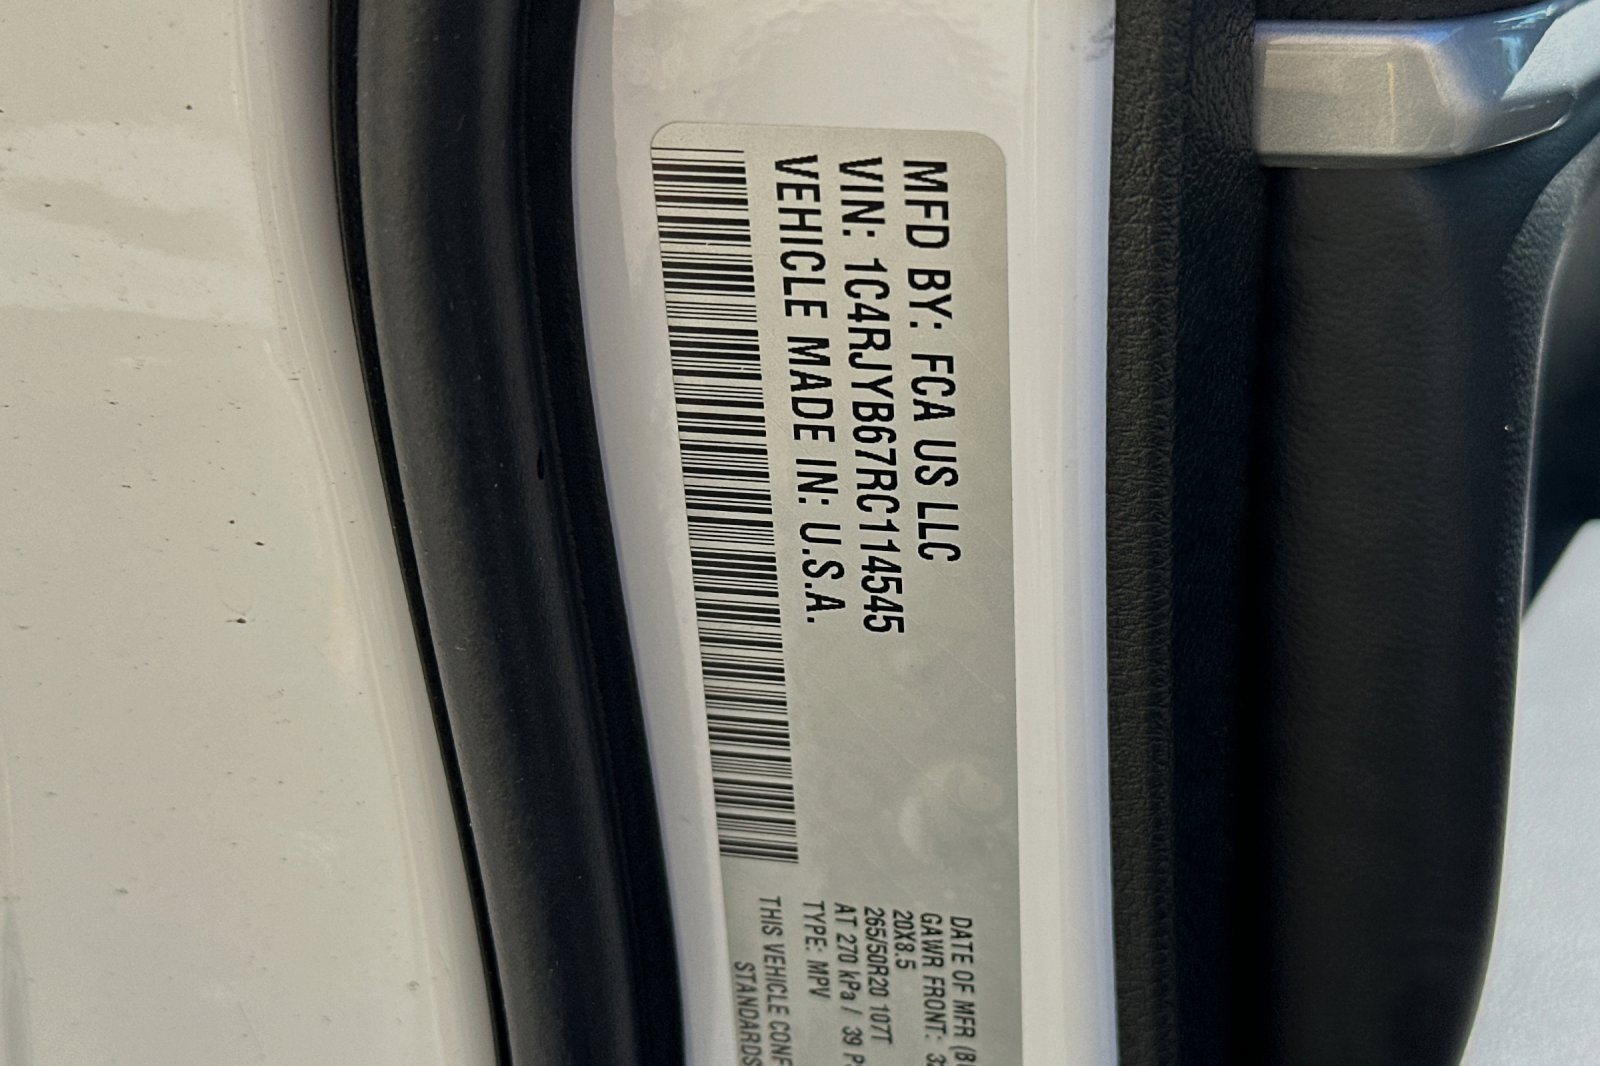 MFD BY: FCA US LLC
VIN: 1C4RJYB67RC114545
VEHICLE MADE IN: U.S.A.
DATE OF MFR
GAWR FRONT:
20X8.5
265/50R20 107T
AT 270 kPa / 39
TYPE: MPV
THIS VEHICLE
STANDARDS